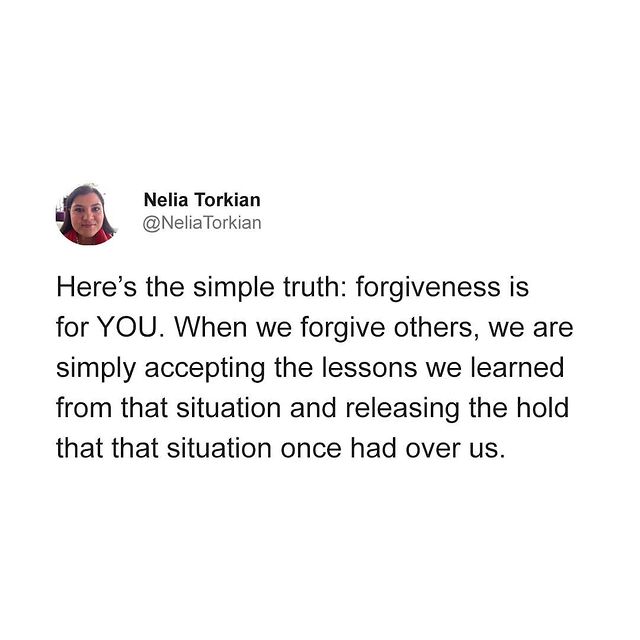 Nelia Torkian
@NeliaTorkian
Here’s the simple truth: forgiveness is
for YOU. When we forgive others, we are
simply accepting the lessons we learned
from that situation and releasing the hold
that that situation once had over us.